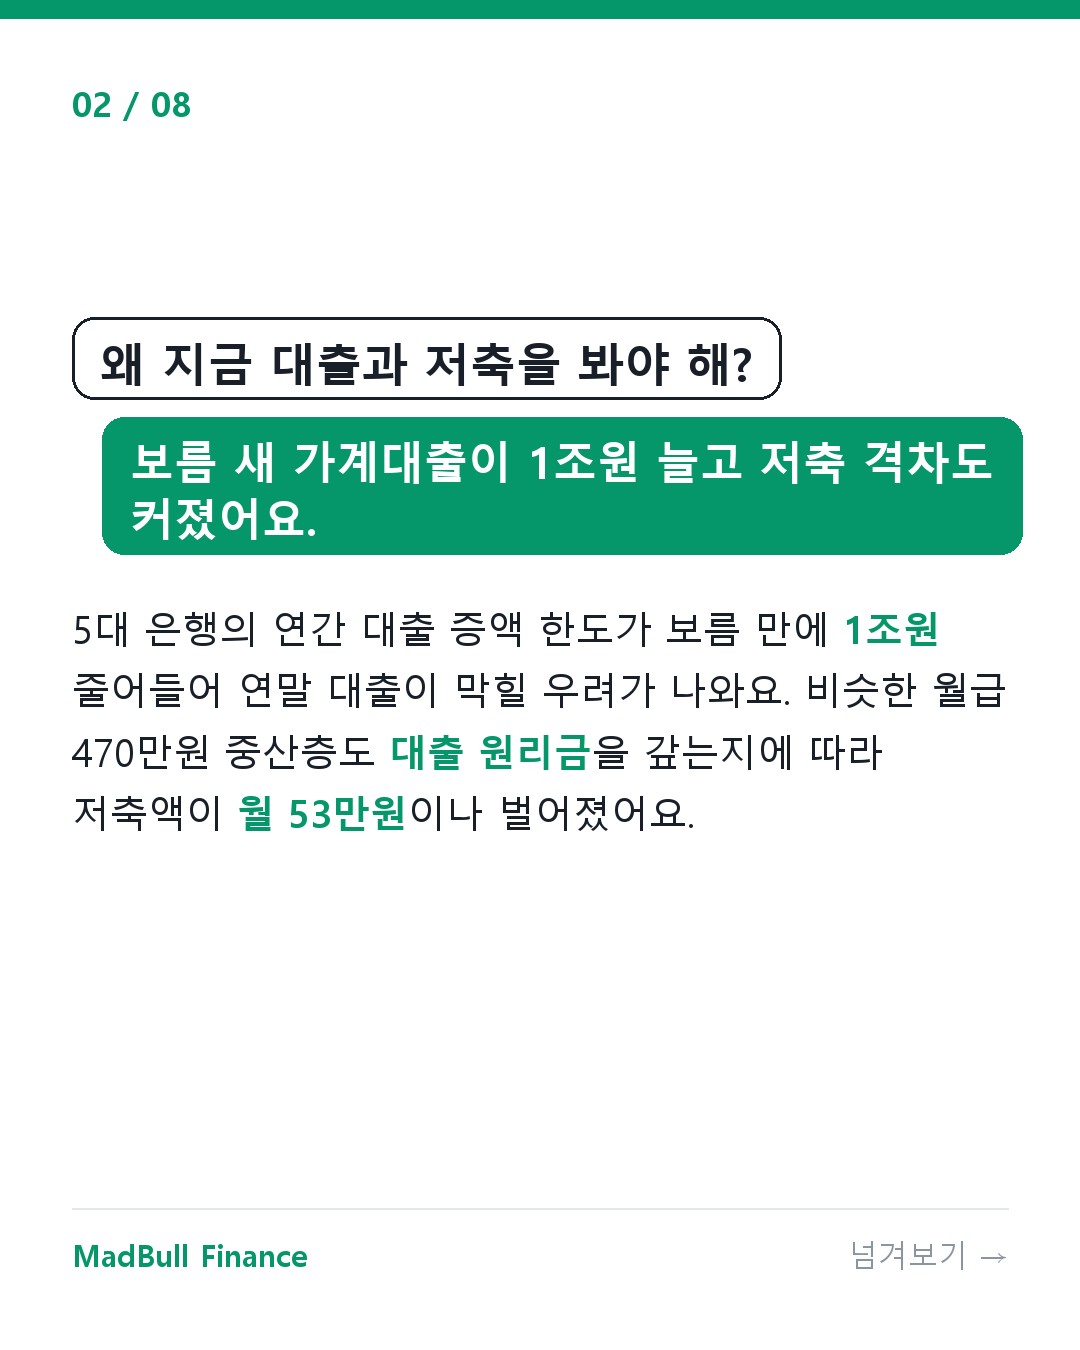 02 / 08
왜 지금 대출과 저축을 봐야 해?
보름 새 가계대출이 1조원 늘고 저축 격차도
커졌어요.
5대 은행의 연간 대출 증액 한도가 보름 만에 1조원
줄어들어 연말 대출이 막힐 우려가 나와요. 비슷한 월급
470만원 중산층도 대출 원리금을 갚는지에 따라
저축액이 월 53만원이나 벌어졌어요.
MadBull Finance
넘겨보기 →